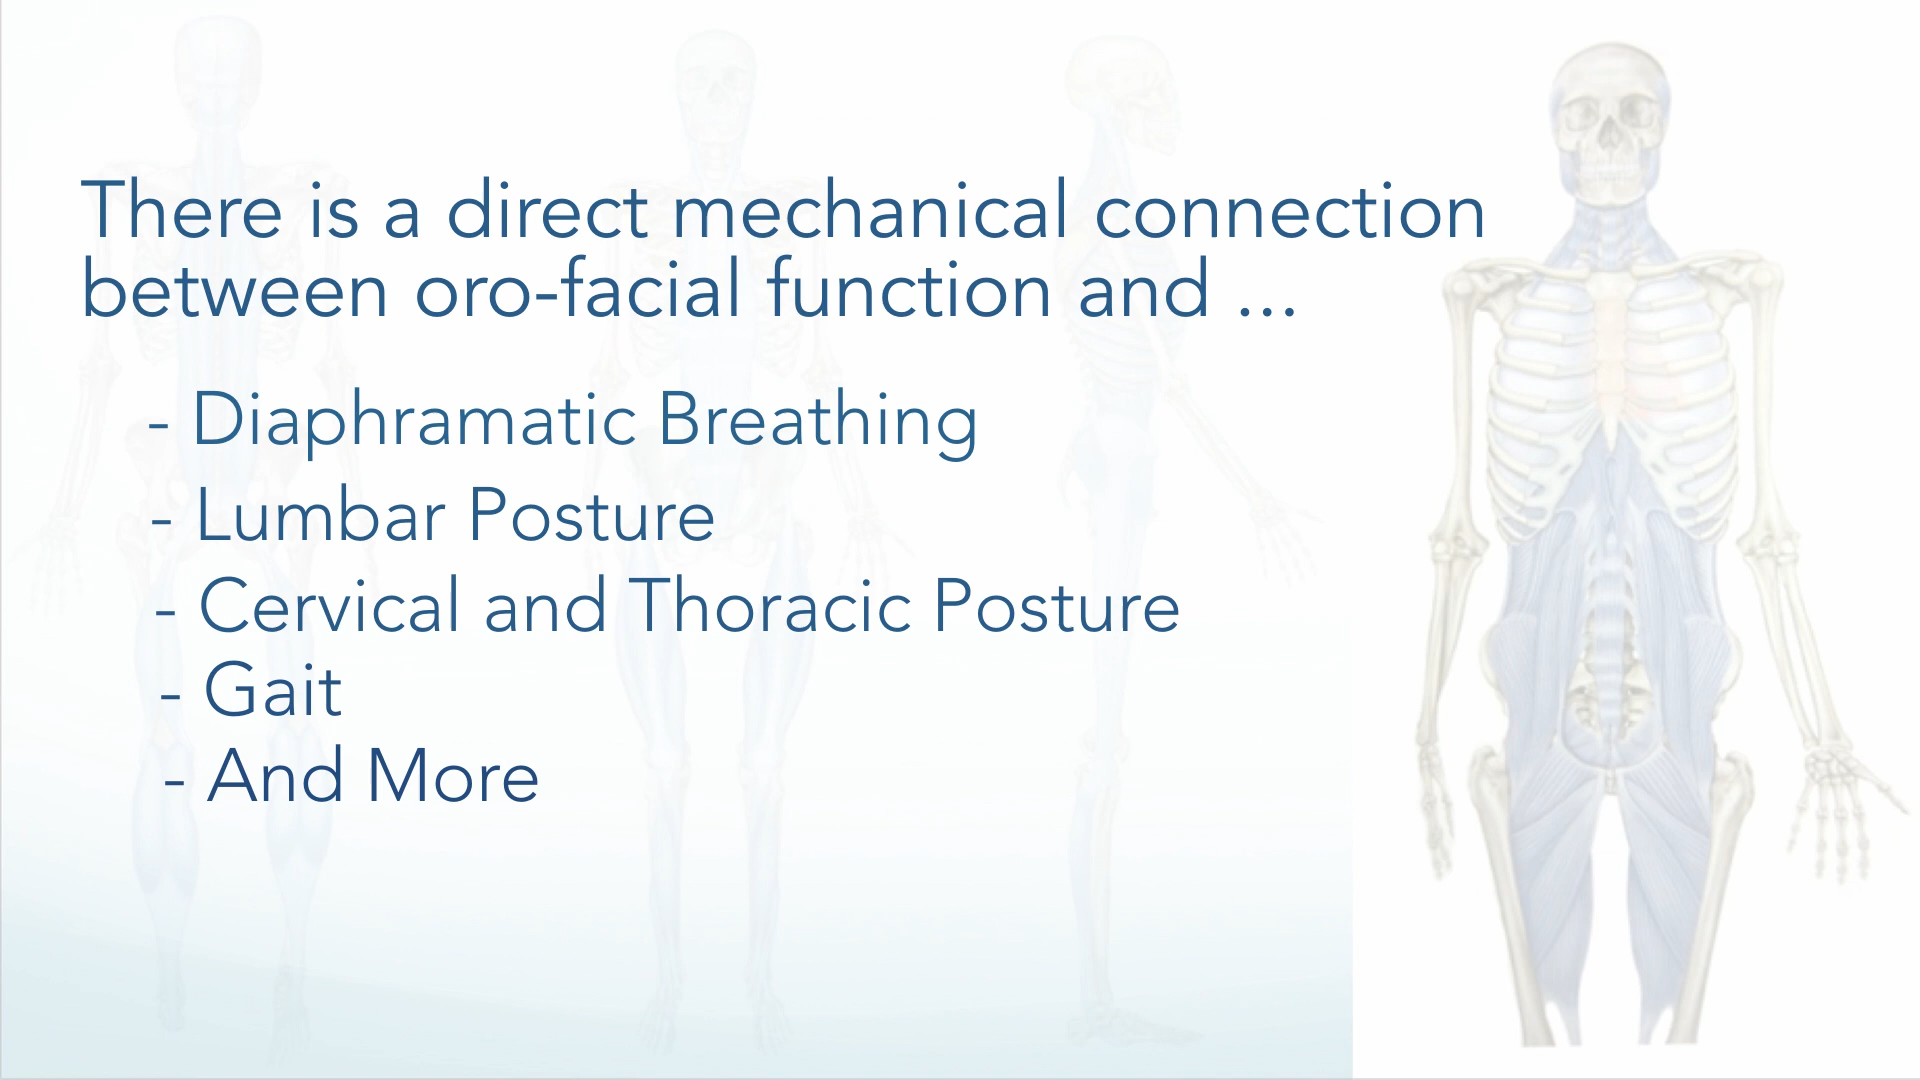 There is a direct mechanical connection
between oro-facial function and ...
- Diaphramatic Breathing
- Lumbar Posture
- Cervical and Thoracic Posture
- Gait
- And More